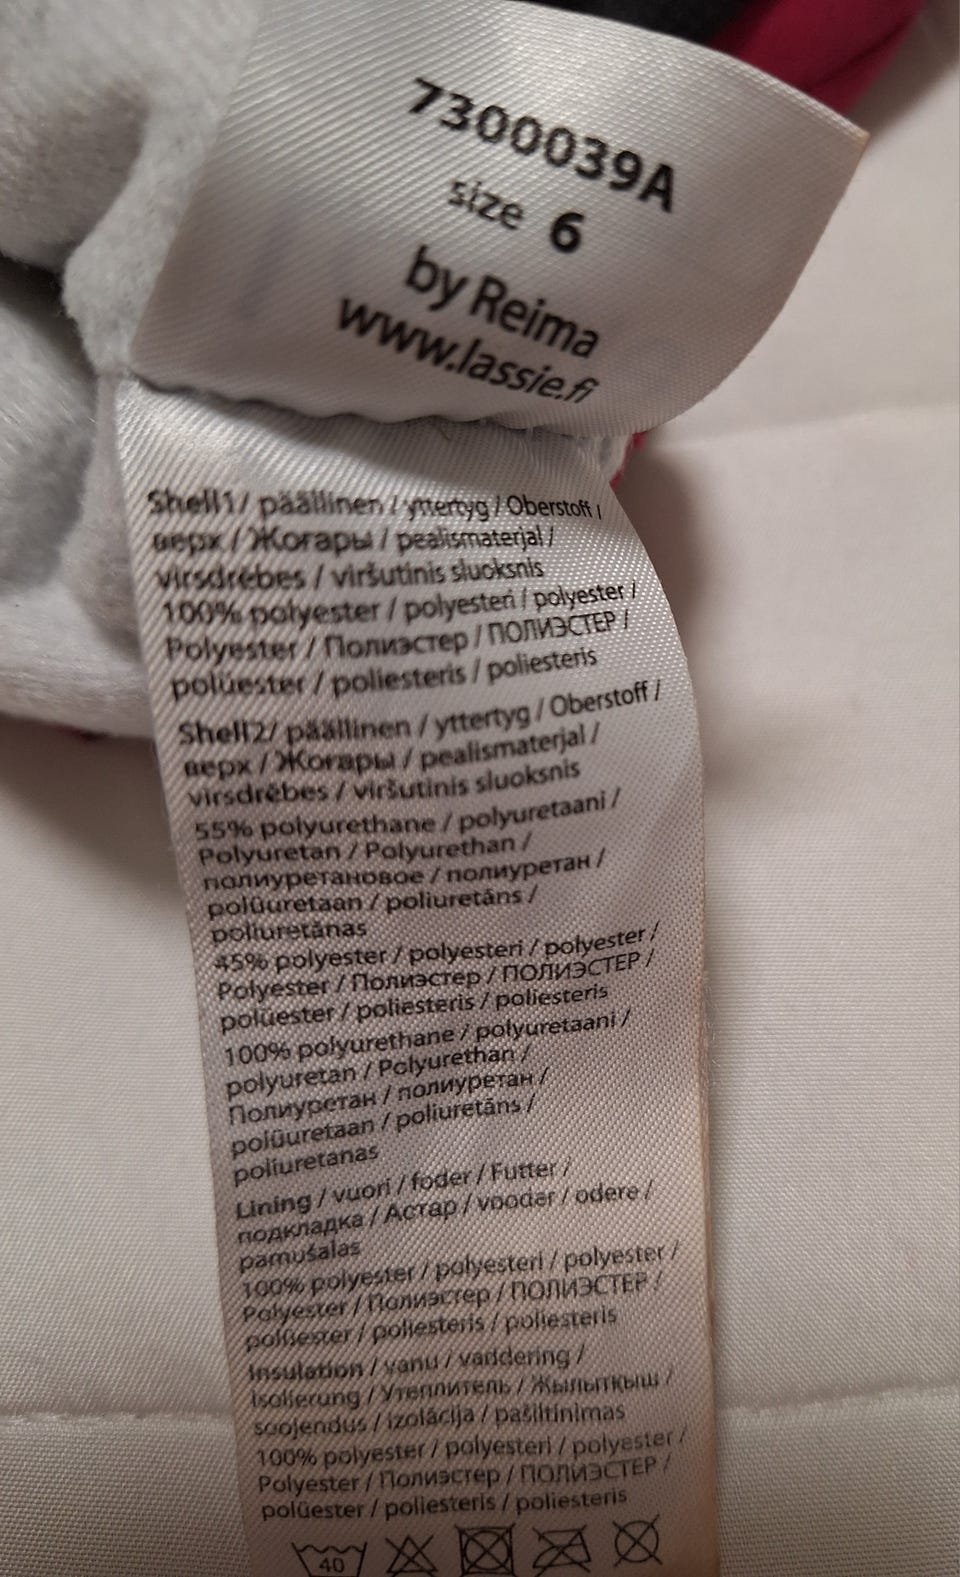 7300039A
size 6
by Reima
www.lassie.fi
Shell1/ päällinen / yttertyg / Oberstoff /
верх / Жоғары / pealismaterjal /
virsdrēbes / viršutinis sluoksnis
100% polyester / polyesteri / polyester /
Polyester / Полиэстер / ПОЛИЭСТЕР /
polüester / poliesteris / poliesteris
Shell2/ päällinen / yttertyg / Oberstoff /
верх / Жоғары / pealismaterjal /
virsdrēbes / viršutinis sluoksnis
55% polyurethane / polyuretaani /
Polyuretan / Polyurethan /
полиуретановое / полиуретан /
polüuretaan / poliuretāns /
poliuretănas
45% polyester / polyesteri / polyester /
Polyester / Полиэстер / ПОЛИЭСТЕР /
polüester / poliesteris / poliesteris
100% polyurethane / polyuretaani /
polyuretan / Polyurethan /
Полиуретан / полиуретан /
polüuretaan / poliuretāns /
poliuretanas
Lining / vuori / foder / Futter /
подкладка / Астар / vooder / odere /
pamušalas
100% polyester / polyesteri / polyester /
Polyester / Полиэстер / ПОЛИЭСТЕР /
polüester / poliesteris / poliesteris
Insulation / vanu / vaddering /
Isolierung / Утеплитель / Жылытқыш /
soojendus / izolācija / pašiltinimas
100% polyester / polyesteri / polyester /
Polyester / Полиэстер / ПОЛИЭСТЕР /
polüester / poliesteris / poliesteris
40